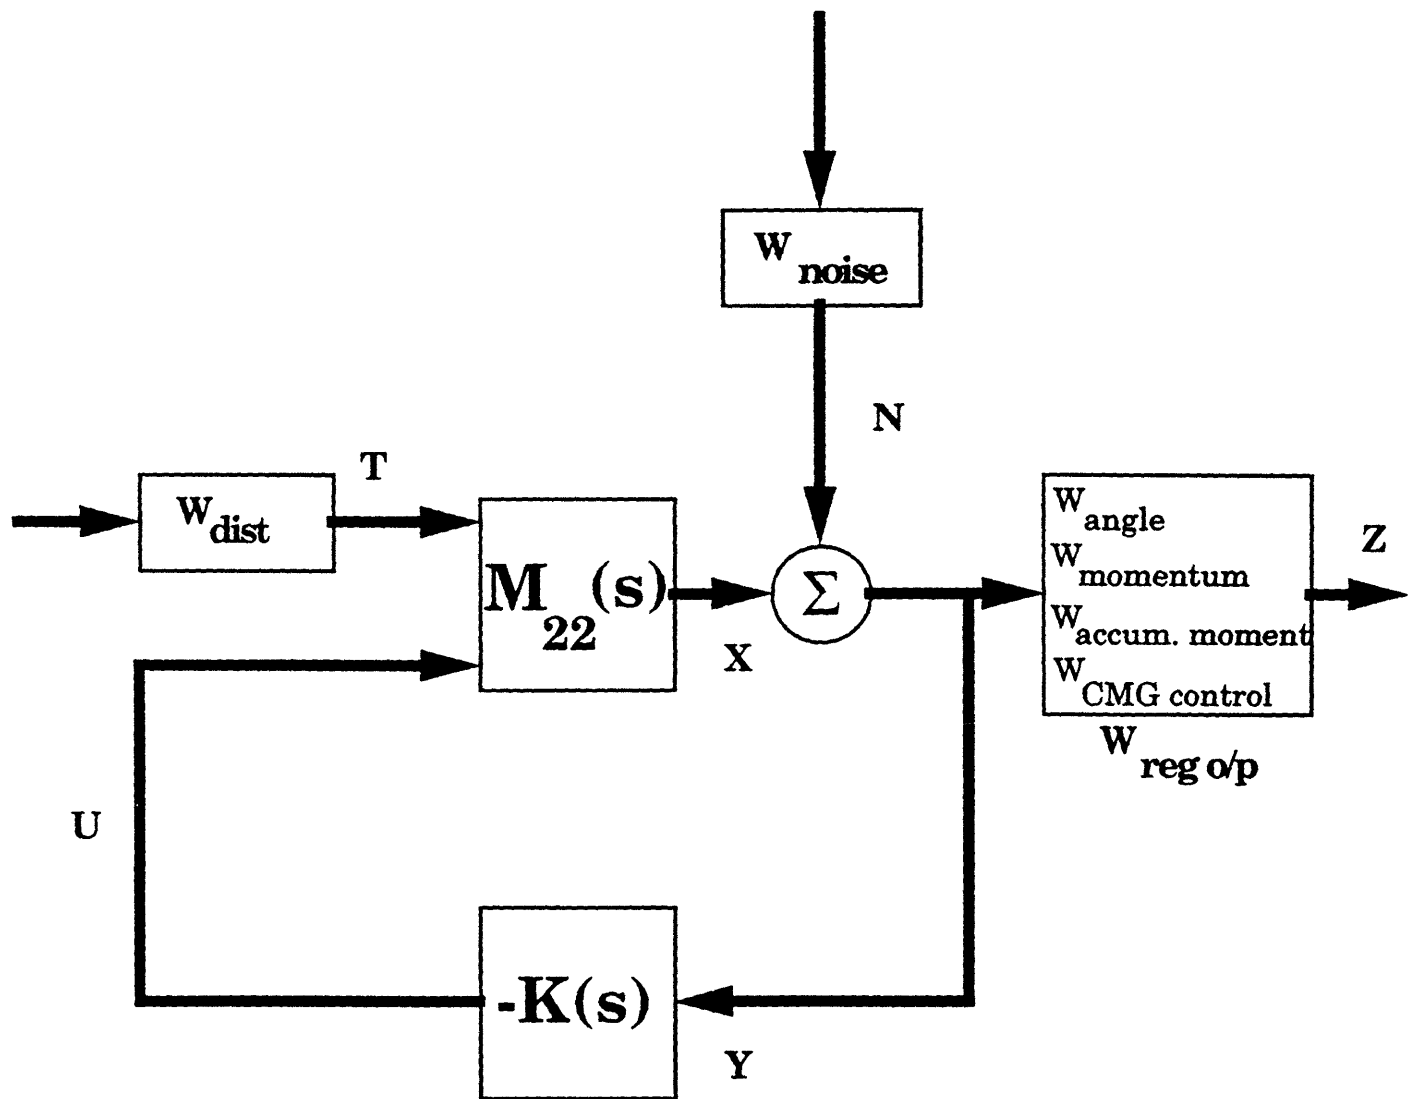 W noise
N
T
W dist
M 22 (s)
X
Σ
W angle
W momentum
W accum. moment
W CMG control
Z
W reg o/p
U
-K(s)
Y